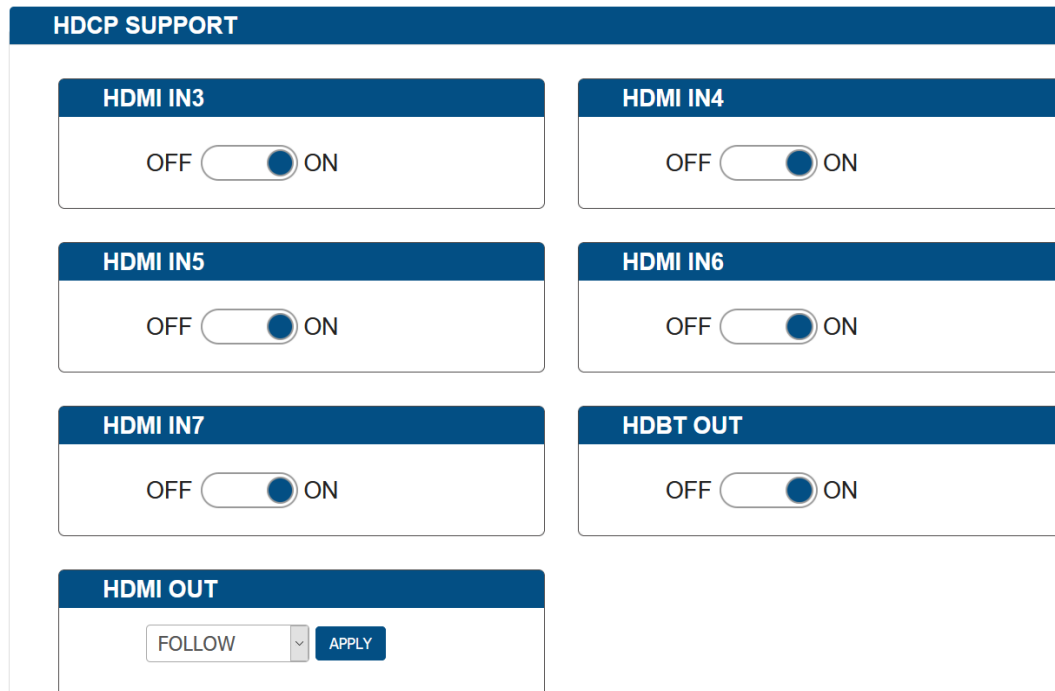 HDCP SUPPORT
HDMI IN3
HDMI IN4
OFF ON
OFF ON
HDMI IN5
HDMI IN6
OFF ON
OFF ON
HDMI IN7
HDBT OUT
OFF ON
OFF ON
HDMI OUT
FOLLOW APPLY